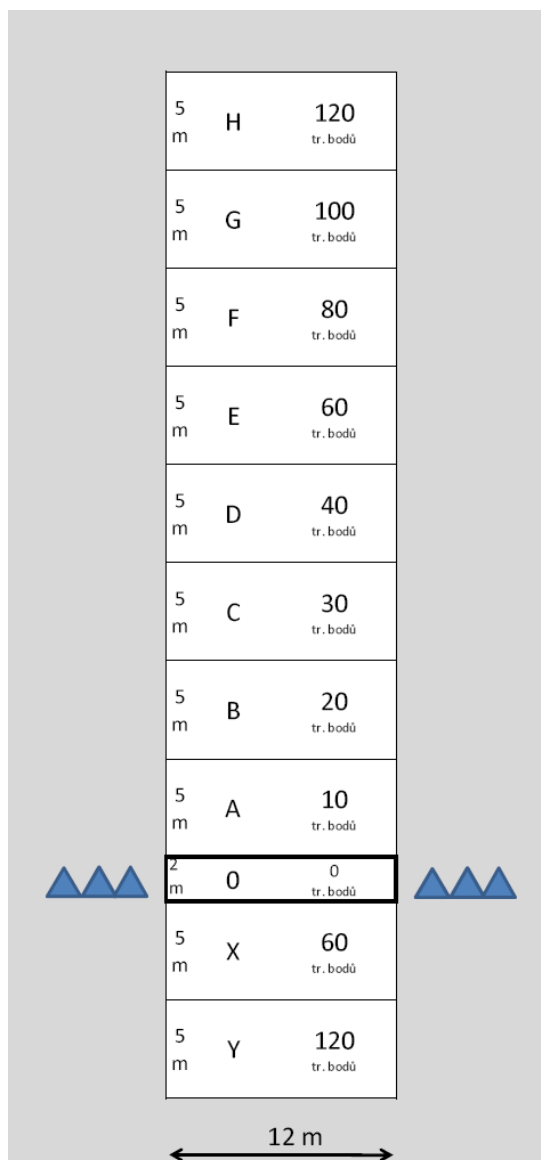 5 m H 120 tr. bodů
5 m G 100 tr. bodů
5 m F 80 tr. bodů
5 m E 60 tr. bodů
5 m D 40 tr. bodů
5 m C 30 tr. bodů
5 m B 20 tr. bodů
5 m A 10 tr. bodů
2 m 0 0 tr. bodů
5 m X 60 tr. bodů
5 m Y 120 tr. bodů
12 m